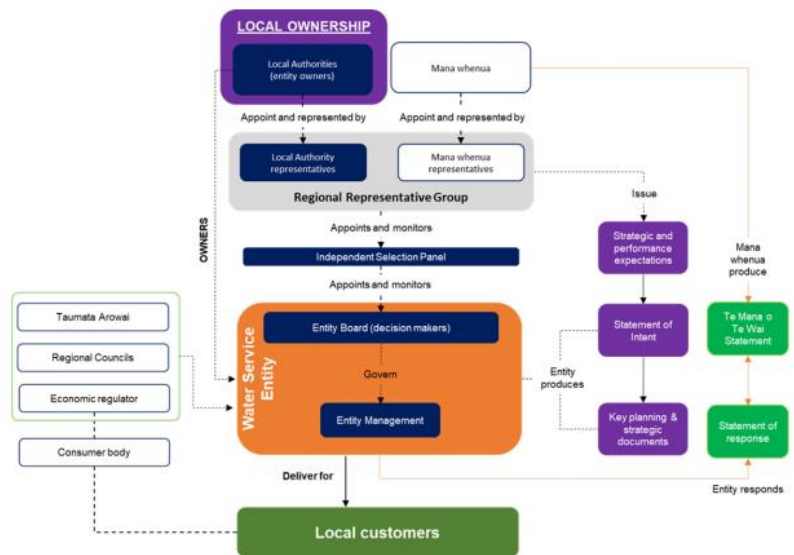 LOCAL OWNERSHIP
Local Authorities
(entity owners)
Mana whenua
Appoint and represented by
Appoint and represented by
Local Authority
representatives
Mana whenua
representatives
Regional Representative Group
Issue
Appoints and monitors
Strategic and
performance
expectations
OWNERS
Independent Selection Panel
Mana
whenua
produce
Appoints and monitors
Taumata Arowai
Regional Councils
Economic regulator
Consumer body
Water Service
Entity
Entity Board (decision makers)
Govern
Entity Management
Statement of
Intent
Te Mana o
Te Wai
Statement
Entity
produces
Key planning &
strategic
documents
Statement of
response
Deliver for
Entity responds
Local customers